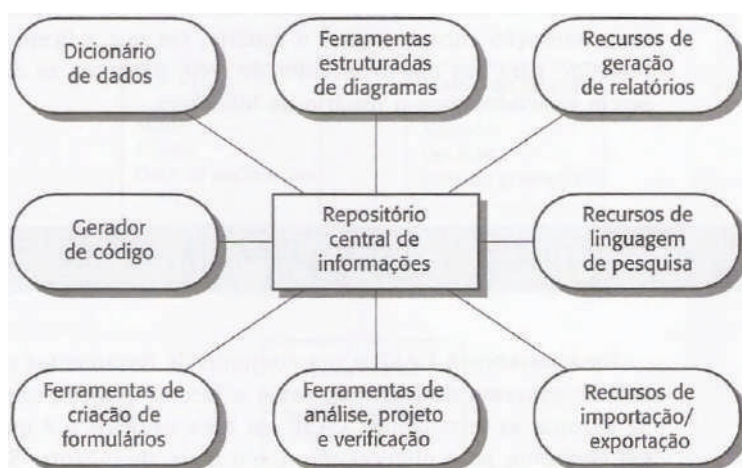 Dicionário
de dados
Ferramentas
estruturadas
de diagramas
Recursos de
geração
de relatórios
Gerador
de código
Repositório
central de
informações
Recursos de
linguagem
de pesquisa
Ferramentas de
criação de
formulários
Ferramentas de
análise, projeto
e verificação
Recursos de
importação/
exportação